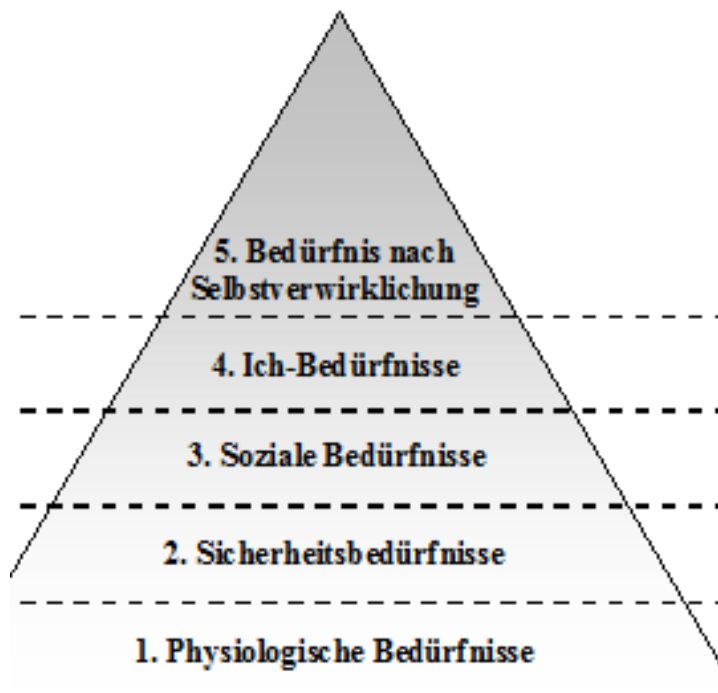 5. Bedürfnis nach
Selbstverwirklichung
4. Ich-Bedürfnisse
3. Soziale Bedürfnisse
2. Sicherheitsbedürfnisse
1. Physiologische Bedürfnisse